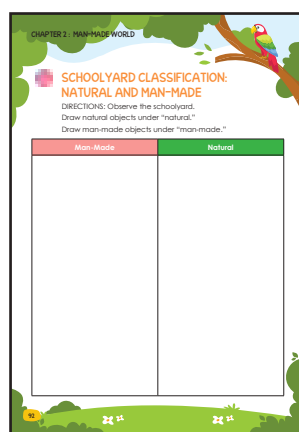 CHAPTER 2 : MAN-MADE WORLD
SCHOOLYARD CLASSIFICATION:
NATURAL AND MAN-MADE
DIRECTIONS: Observe the schoolyard.
Draw natural objects under “natural.”
Draw man-made objects under “man-made.”
Man-Made Natural
92